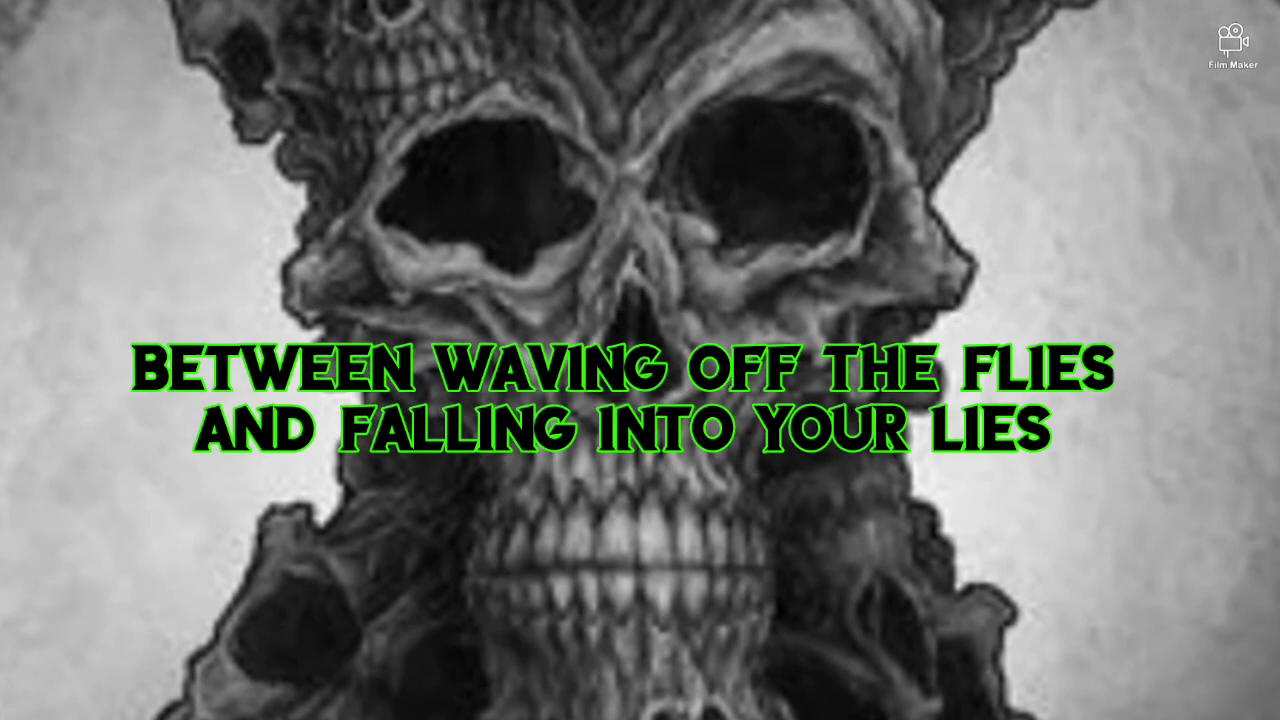 Film Maker
BETWEEN WAVING OFF THE FLIES
AND FALLING INTO YOUR LIES